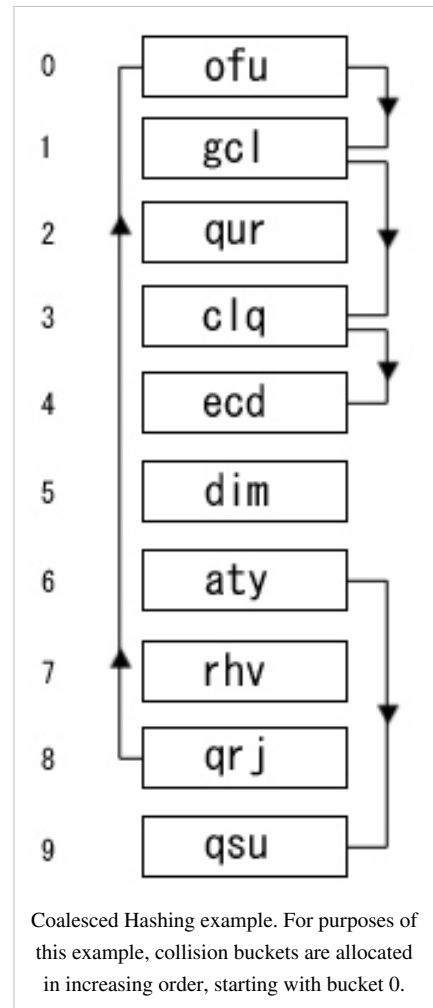 0 ofu
1 gcl
2 qur
3 clq
4 ecd
5 dim
6 aty
7 rhv
8 qrj
9 qsu
Coalesced Hashing example. For purposes of
this example, collision buckets are allocated
in increasing order, starting with bucket 0.